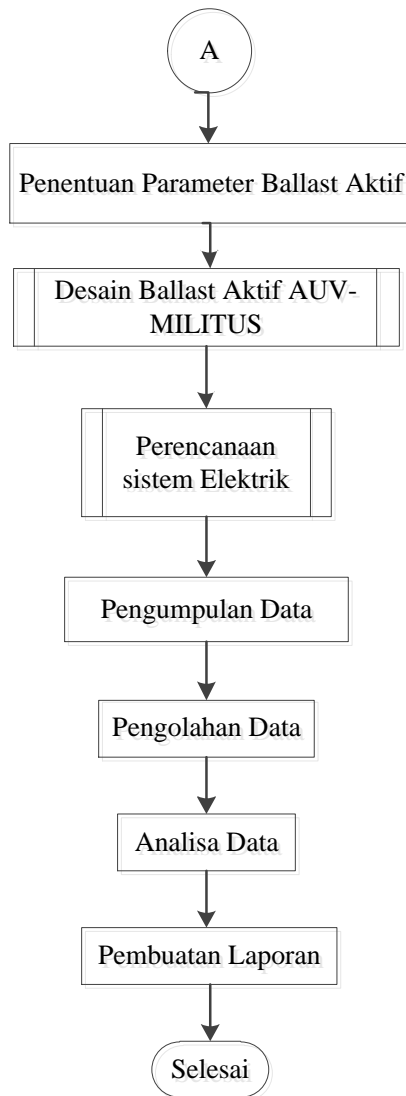 A
Penentuan Parameter Ballast Aktif
Desain Ballast Aktif AUV-
MILITUS
Perencanaan
sistem Elektrik
Pengumpulan Data
Pengolahan Data
Analisa Data
Pembuatan Laporan
Selesai